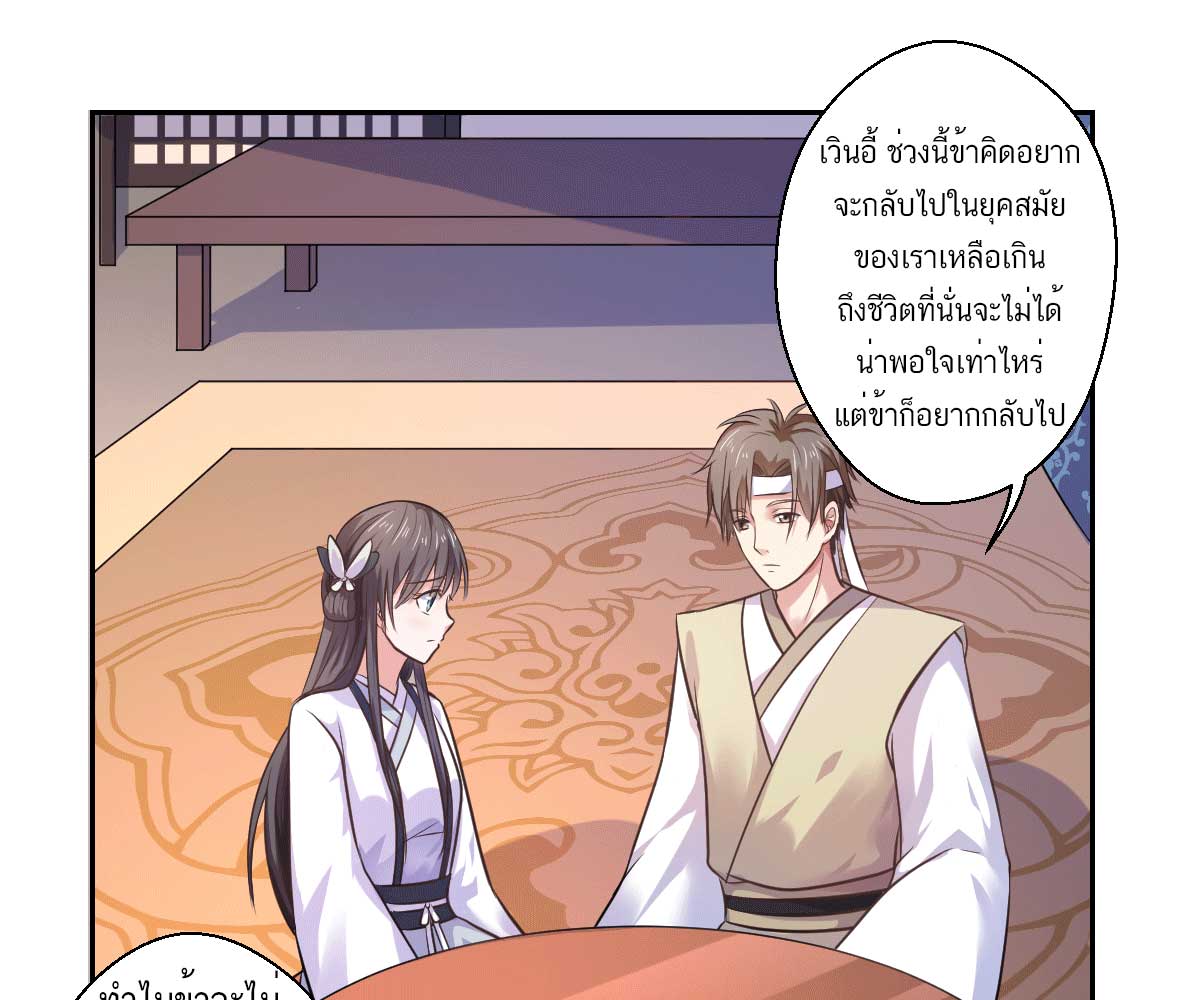 เวินอี้ ช่วงนี้ข้าคิดอยาก
จะกลับไปในยุคสมัย
ของเราเหลือเกิน
ถึงชีวิตที่นั่นจะไม่ได้
น่าพอใจเท่าไหร่
แต่ข้าก็อยากกลับไป